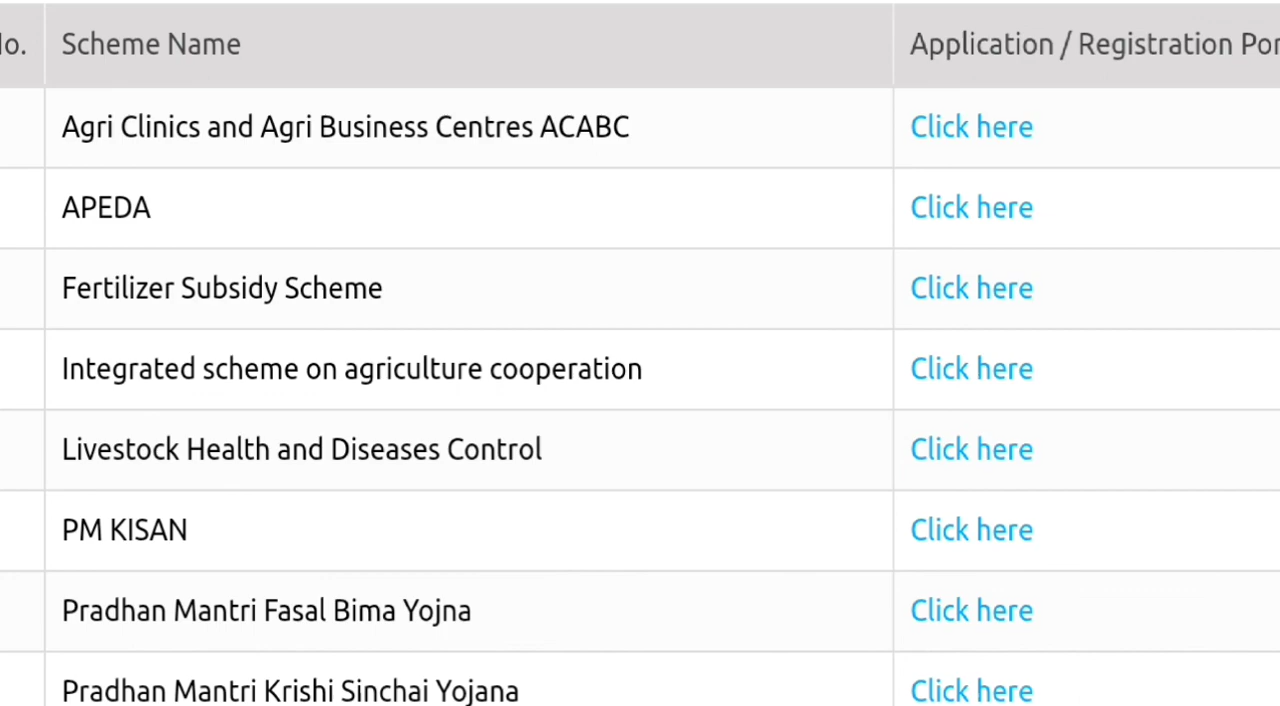 Scheme Name Application / Registration
Agri Clinics and Agri Business Centres ACABC Click here
APEDA Click here
Fertilizer Subsidy Scheme Click here
Integrated scheme on agriculture cooperation Click here
Livestock Health and Diseases Control Click here
PM KISAN Click here
Pradhan Mantri Fasal Bima Yojna Click here
Pradhan Mantri Krishi Sinchai Yojana Click here